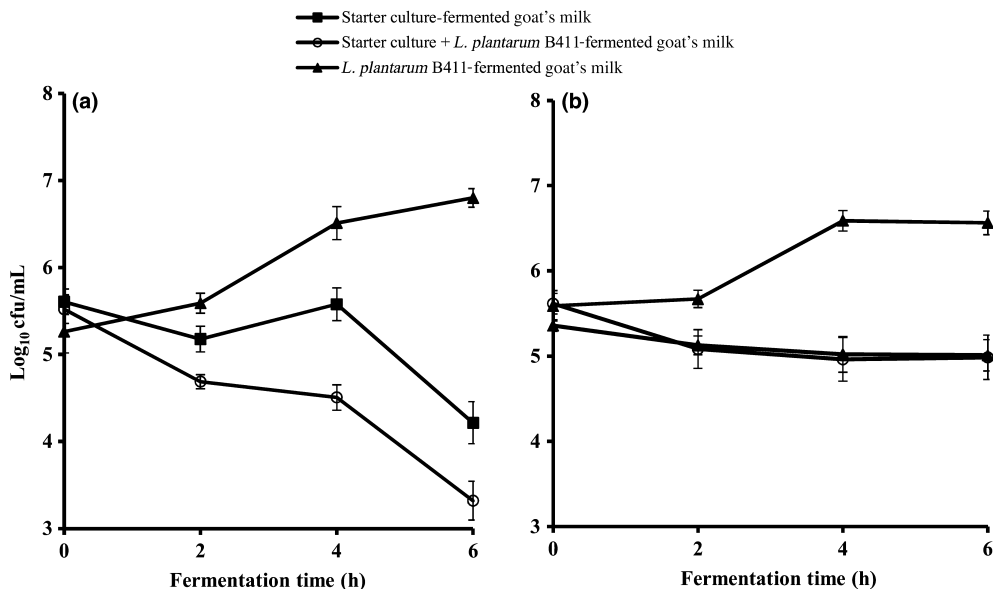 Starter culture-fermented goat's milk
Starter culture + L. plantarum B411-fermented goat's milk
L. plantarum B411-fermented goat's milk
(a)
8
7
6
5
4
3
0
2
4
6
Log10 cfu/mL
Fermentation time (h)
(b)
8
7
6
5
4
3
0
2
4
6
Fermentation time (h)